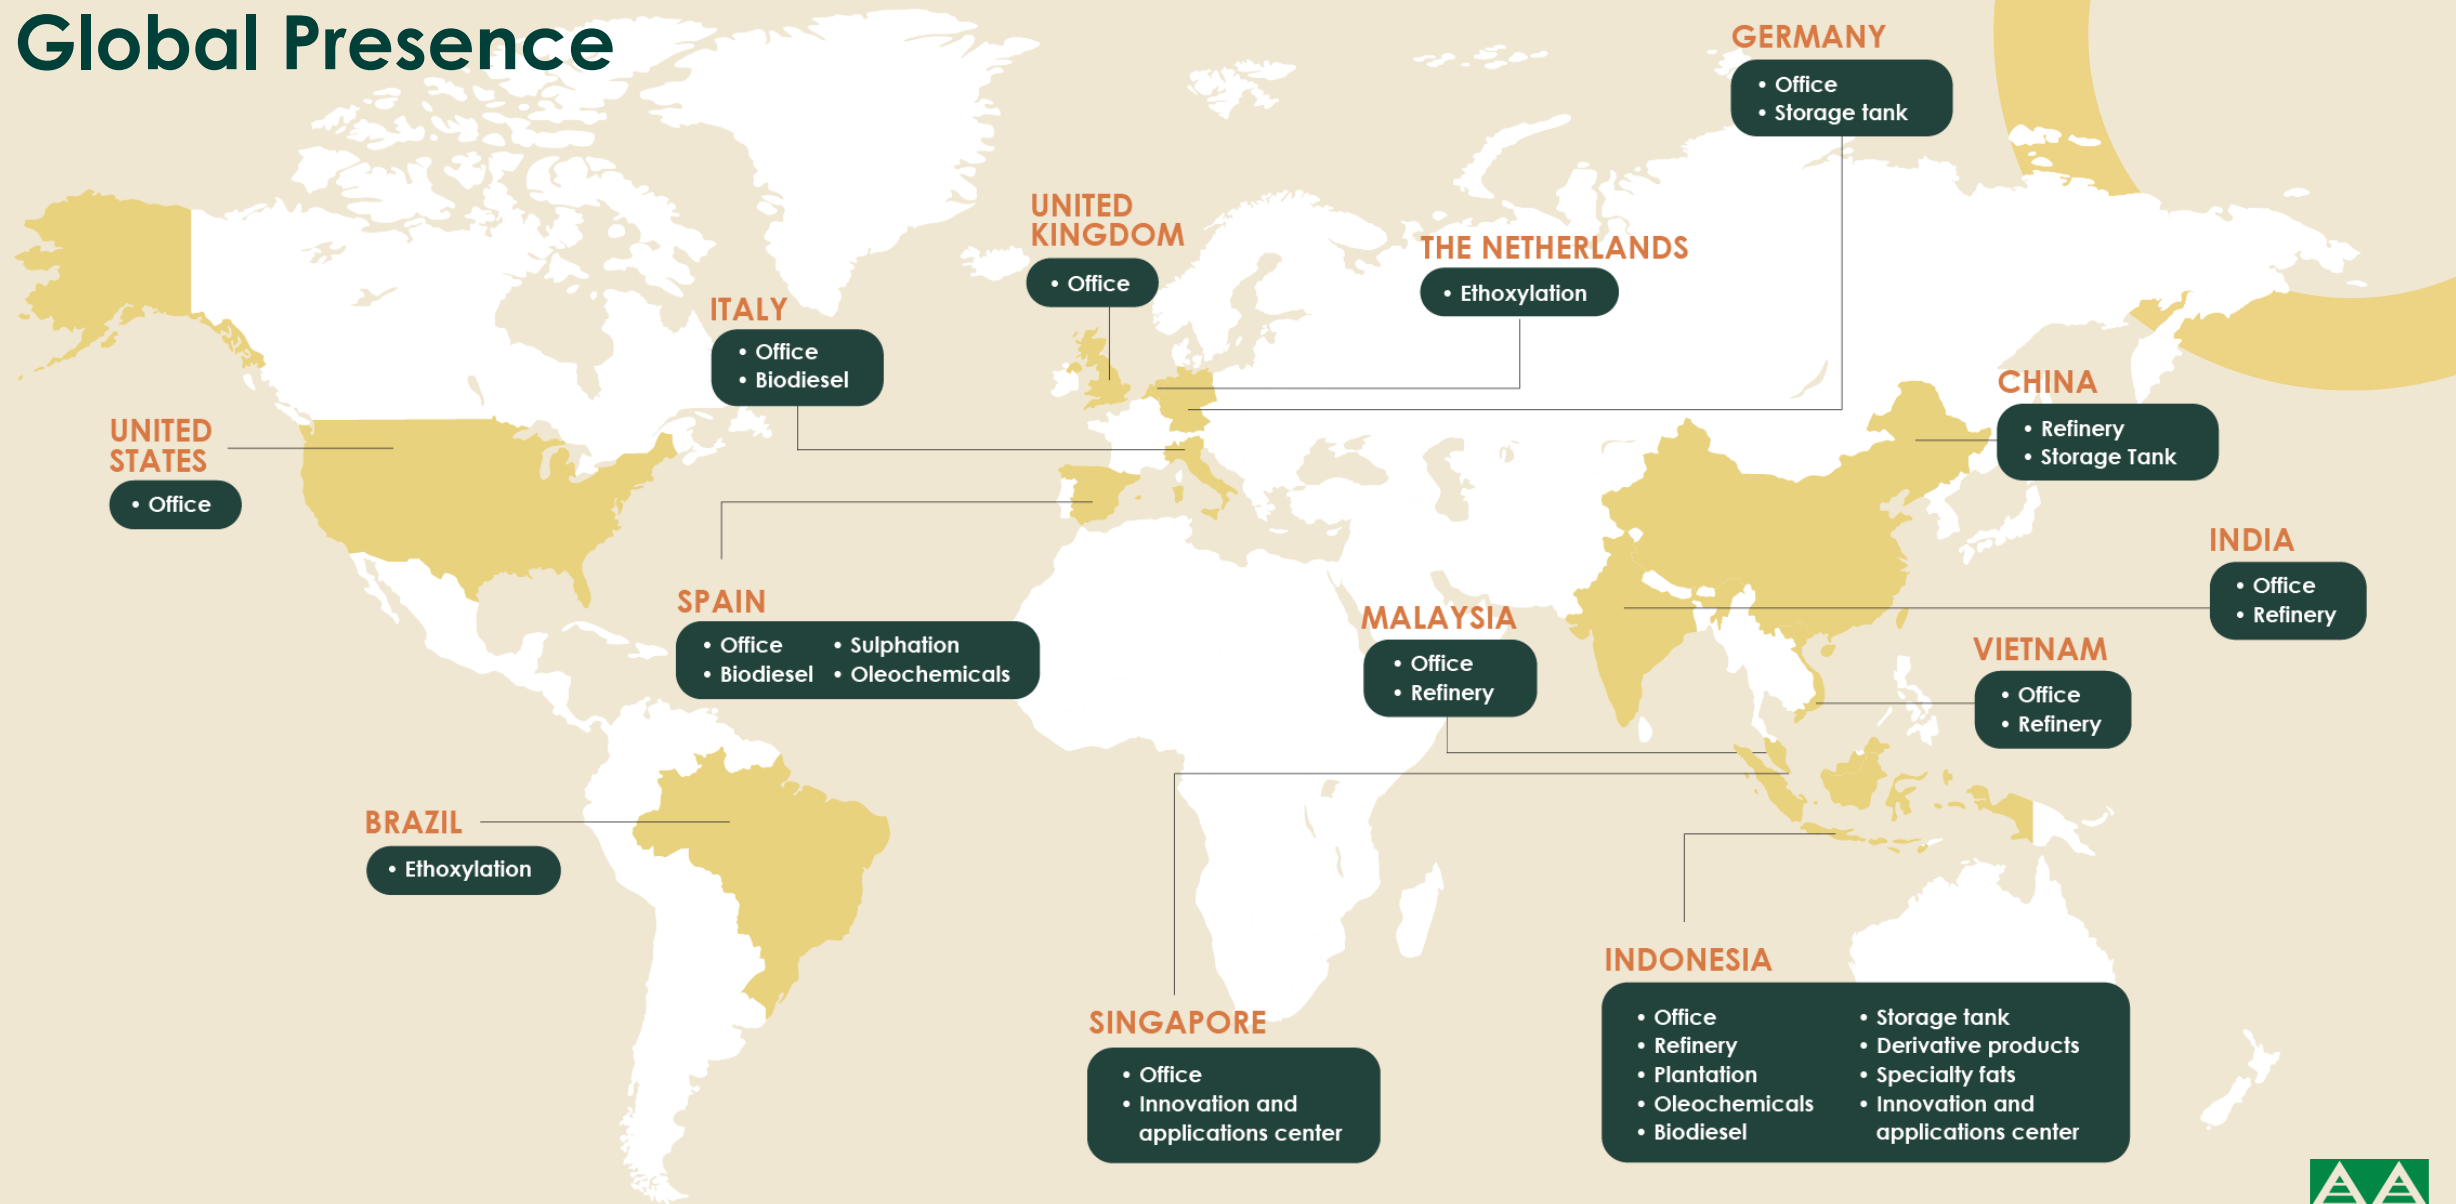 Global Presence
GERMANY
• Office
• Storage tank
UNITED
KINGDOM
• Office
THE NETHERLANDS
• Ethoxylation
ITALY
• Office
• Biodiesel
CHINA
• Refinery
• Storage Tank
UNITED
STATES
• Office
INDIA
• Office
• Refinery
SPAIN
• Office • Sulphation
• Biodiesel • Oleochemicals
MALAYSIA
• Office
• Refinery
VIETNAM
• Office
• Refinery
BRAZIL
• Ethoxylation
SINGAPORE
• Office
• Innovation and
applications center
INDONESIA
• Office
• Refinery
• Plantation
• Oleochemicals
• Biodiesel
• Storage tank
• Derivative products
• Specialty fats
• Innovation and
applications center